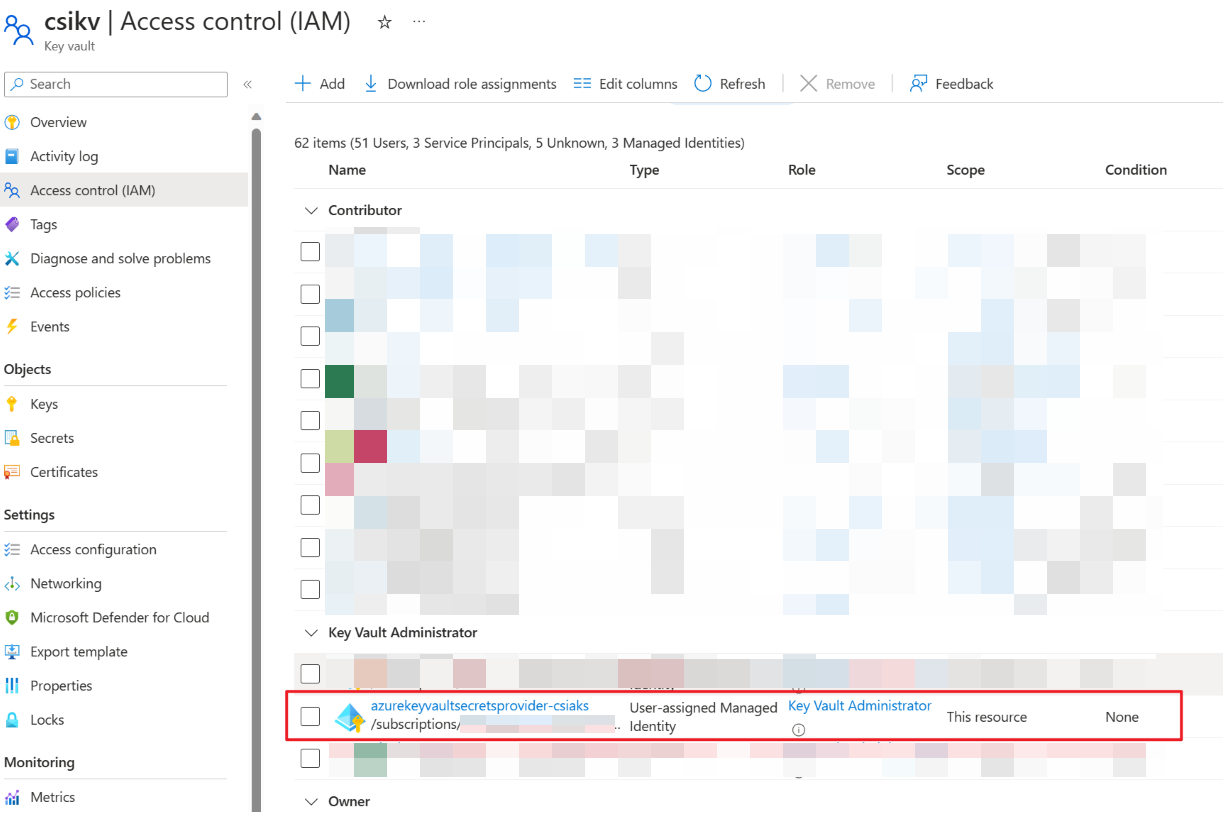 csikv | Access control (IAM) ☆ ...
Key vault
Search «
Add Download role assignments Edit columns Refresh Remove Feedback
Overview
Activity log
Access control (IAM)
Tags
Diagnose and solve problems
Access policies
Events
Objects
Keys
Secrets
Certificates
Settings
Access configuration
Networking
Microsoft Defender for Cloud
Export template
Properties
Locks
Monitoring
Metrics
62 items (51 Users, 3 Service Principals, 5 Unknown, 3 Managed Identities)
Name Type Role Scope Condition
Contributor
Key Vault Administrator
azurekeyvaultsecretsprovider-csiaks User-assigned Managed Key Vault Administrator
/subscriptions/ ... Identity This resource None
Owner